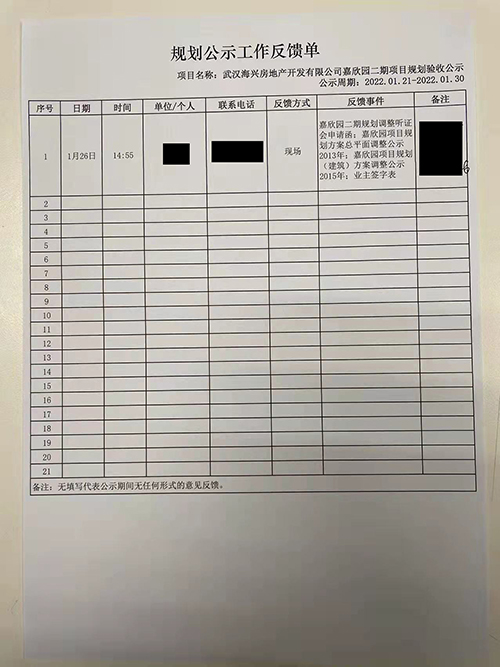 规划公示工作反馈单
项目名称：武汉海兴房地产开发有限公司嘉欣园二期项目规划验收公示
公示周期：2022.01.21-2022.01.30
序号 日期 时间 单位/个人 联系电话 反馈方式 反馈事件 备注
1 1月26日 14:55 现场
嘉欣园二期规划调整听证
会申请函；嘉欣园项目规
划方案总平面调整公示
2013年；嘉欣园项目规划
（建筑）方案调整公示
2015年；业主签字表
2
3
4
5
6
7
8
9
10
11
12
13
14
15
16
17
18
19
20
21
备注：无填写代表公示期间无任何形式的意见反馈。